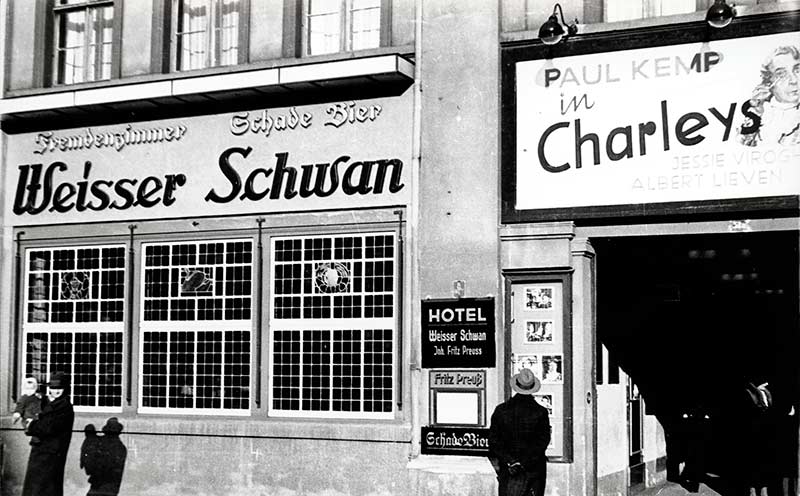 Fremdenzimmer
Schade Bier
Weisser Schwan
PAUL KEMP
in
Charleys
JESSIE VIROG
ALBERT LIEVEN
HOTEL
Weisser Schwan
Joh. Fritz Preuss
Fritz Preuß
Schade Bier